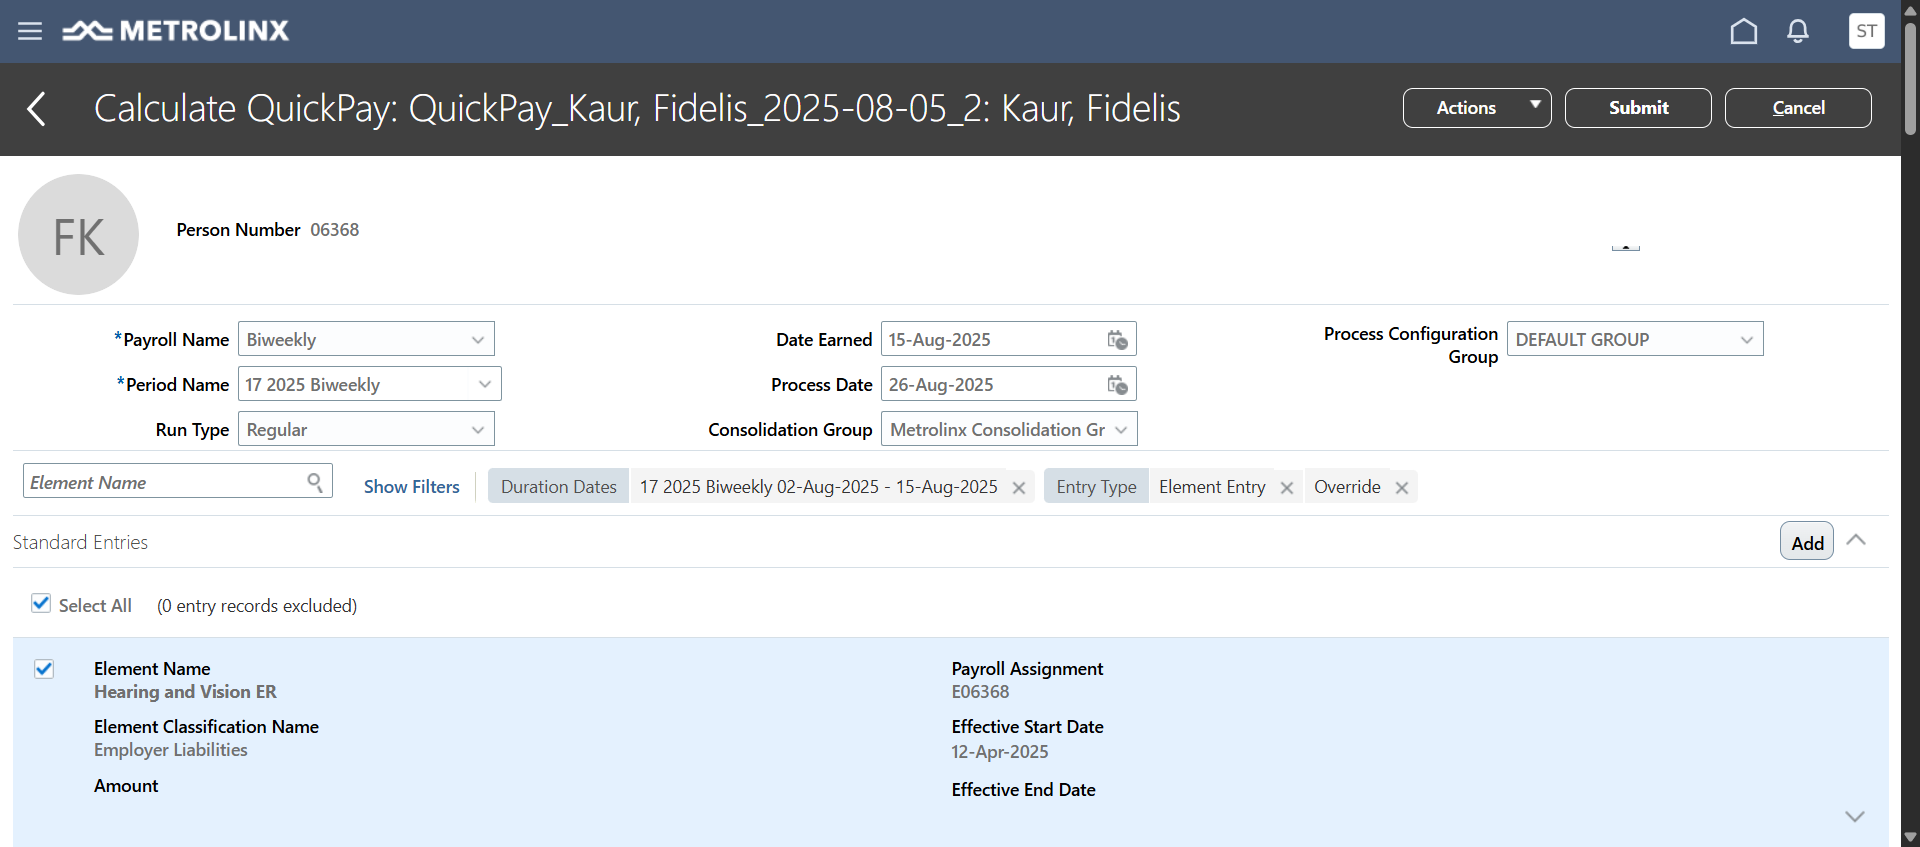 METROLINX
ST
Calculate QuickPay: QuickPay_Kaur, Fidelis_2025-08-05_2: Kaur, Fidelis
Actions
Submit
Cancel
FK
Person Number 06368
*Payroll Name Biweekly
Date Earned 15-Aug-2025
Process Configuration Group DEFAULT GROUP
*Period Name 17 2025 Biweekly
Process Date 26-Aug-2025
Run Type Regular
Consolidation Group Metrolinx Consolidation Gr
Element Name
Show Filters
Duration Dates 17 2025 Biweekly 02-Aug-2025 - 15-Aug-2025
Entry Type Element Entry Override
Standard Entries
Add
Select All (0 entry records excluded)
Element Name
Hearing and Vision ER
Payroll Assignment
E06368
Element Classification Name
Employer Liabilities
Effective Start Date
12-Apr-2025
Amount
Effective End Date